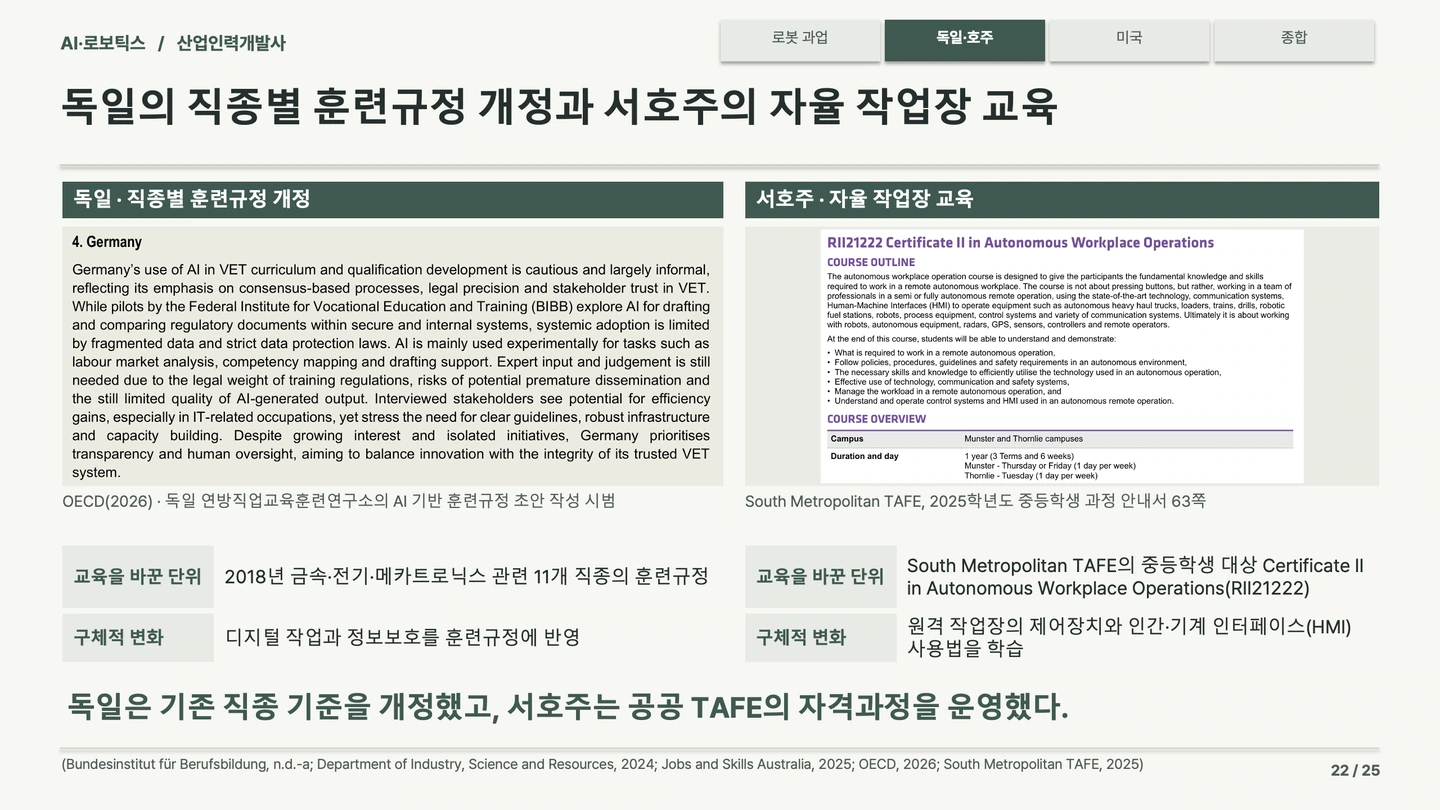 AI·로보틱스 / 산업인력개발사
로봇 과업
독일·호주
미국
종합
독일의 직종별 훈련규정 개정과 서호주의 자율 작업장 교육
독일 · 직종별 훈련규정 개정
4. Germany
Germany's use of AI in VET curriculum and qualification development is cautious and largely informal,
reflecting its emphasis on consensus-based processes, legal precision and stakeholder trust in VET.
While pilots by the Federal Institute for Vocational Education and Training (BIBB) explore AI for drafting
and comparing regulatory documents within secure and internal systems, systemic adoption is limited
by fragmented data and strict data protection laws. AI is mainly used experimentally for tasks such as
labour market analysis, competency mapping and drafting support. Expert input and judgement is still
needed due to the legal weight of training regulations, risks of potential premature dissemination and
the still limited quality of AI-generated output. Interviewed stakeholders see potential for efficiency
gains, especially in IT-related occupations, yet stress the need for clear guidelines, robust infrastructure
and capacity building. Despite growing interest and isolated initiatives, Germany prioritises
transparency and human oversight, aiming to balance innovation with the integrity of its trusted VET
system.
OECD(2026) · 독일 연방직업교육훈련연구소의 AI 기반 훈련규정 초안 작성 시범
교육을 바꾼 단위
2018년 금속·전기·메카트로닉스 관련 11개 직종의 훈련규정
구체적 변화
디지털 작업과 정보보호를 훈련규정에 반영
서호주 · 자율 작업장 교육
RII21222 Certificate II in Autonomous Workplace Operations
COURSE OUTLINE
The autonomous workplace operation course is designed to give the participants the fundamental knowledge and skills
required to work in a remote autonomous workplace. The course is not about pressing buttons, but rather, working in a team of
professionals in a semi or fully autonomous remote operation, using the state-of-the-art technology, communication systems,
Human-Machine Interfaces (HMI) to operate equipment such as autonomous heavy haul trucks, loaders, trains, drills, robotic
fuel stations, robots, process equipment, control systems and variety of communication systems. Ultimately it is about working
with robots, autonomous equipment, radars, GPS, sensors, controllers and remote operators.
At the end of this course, students will be able to understand and demonstrate:
• What is required to work in a remote autonomous operation,
• Follow policies, procedures, guidelines and safety requirements in an autonomous environment,
• The necessary skills and knowledge to efficiently utilise the technology used in an autonomous operation,
• Effective use of technology, communication and safety systems,
• Manage the workload in a remote autonomous operation, and
• Understand and operate control systems and HMI used in an autonomous remote operation.
COURSE OVERVIEW
Campus Munster and Thornlie campuses
Duration and day 1 year (3 Terms and 6 weeks)
Munster - Thursday or Friday (1 day per week)
Thornlie - Tuesday (1 day per week)
South Metropolitan TAFE, 2025학년도 중등학생 과정 안내서 63쪽
교육을 바꾼 단위
South Metropolitan TAFE의 중등학생 대상 Certificate II
in Autonomous Workplace Operations(RII21222)
구체적 변화
원격 작업장의 제어장치와 인간·기계 인터페이스(HMI)
사용법을 학습
독일은 기존 직종 기준을 개정했고, 서호주는 공공 TAFE의 자격과정을 운영했다.
(Bundesinstitut für Berufsbildung, n.d.-a; Department of Industry, Science and Resources, 2024; Jobs and Skills Australia, 2025; OECD, 2026; South Metropolitan TAFE, 2025)
22 / 25